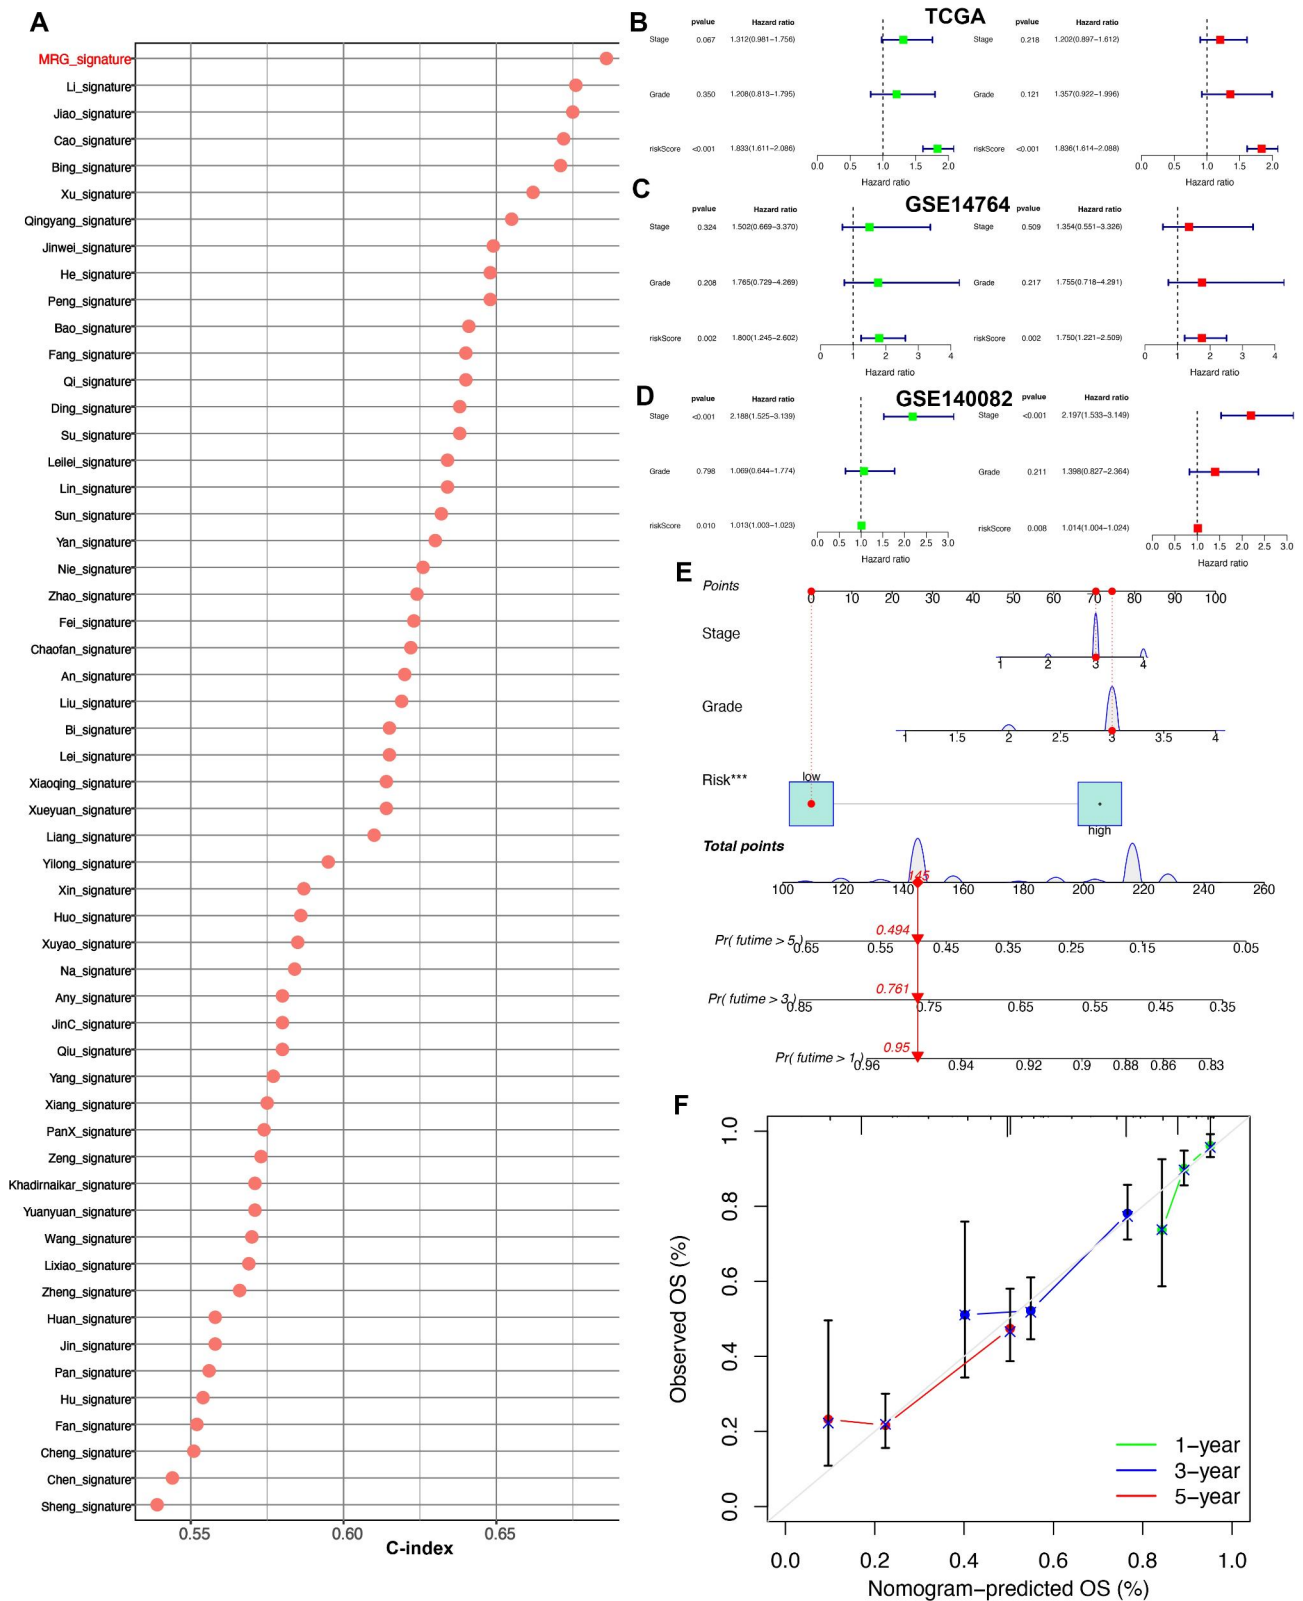 A
MRG_signature
Li_signature
Jiao_signature
Cao_signature
Bing_signature
Xu_signature
Qingyang_signature
Jinwei_signature
He_signature
Peng_signature
Bao_signature
Fang_signature
Qi_signature
Ding_signature
Su_signature
Leilei_signature
Lin_signature
Sun_signature
Yan_signature
Nie_signature
Zhao_signature
Fei_signature
Chaofan_signature
An_signature
Liu_signature
Bi_signature
Lei_signature
Xiaoqing_signature
Xueyuan_signature
Liang_signature
Yilong_signature
Xin_signature
Huo_signature
Xuyao_signature
Na_signature
Any_signature
JinC_signature
Qiu_signature
Yang_signature
Xiang_signature
PanX_signature
Zeng_signature
Khadirnaikar_signature
Yuanyuan_signature
Wang_signature
Lixiao_signature
Zheng_signature
Huan_signature
Jin_signature
Pan_signature
Hu_signature
Fan_signature
Cheng_signature
Chen_signature
Sheng_signature
0.55 0.60 0.65
C-index
B
TCGA
pvalue Hazard ratio
Stage 0.067 1.312(0.981−1.756)
Grade 0.350 1.208(0.813−1.795)
riskScore <0.001 1.833(1.611−2.086)
0.0 0.5 1.0 1.5 2.0
Hazard ratio
pvalue Hazard ratio
Stage 0.218 1.202(0.897−1.612)
Grade 0.121 1.357(0.922−1.996)
riskScore <0.001 1.836(1.614−2.088)
0.0 0.5 1.0 1.5 2.0
Hazard ratio
C
GSE14764
pvalue Hazard ratio
Stage 0.324 1.502(0.669−3.370)
Grade 0.208 1.765(0.729−4.269)
riskScore 0.002 1.800(1.245−2.602)
0 1 2 3 4
Hazard ratio
pvalue Hazard ratio
Stage 0.509 1.354(0.551−3.326)
Grade 0.217 1.755(0.718−4.291)
riskScore 0.002 1.750(1.221−2.509)
0 1 2 3 4
Hazard ratio
D
GSE140082
pvalue Hazard ratio
Stage <0.001 2.188(1.525−3.139)
Grade 0.798 1.069(0.644−1.774)
riskScore 0.010 1.013(1.003−1.023)
0.0 0.5 1.0 1.5 2.0 2.5 3.0
Hazard ratio
pvalue Hazard ratio
Stage <0.001 2.197(1.533−3.149)
Grade 0.211 1.398(0.827−2.364)
riskScore 0.008 1.014(1.004−1.024)
0.0 0.5 1.0 1.5 2.0 2.5 3.0
Hazard ratio
E
Points
0 10 20 30 40 50 60 70 80 90 100
Stage
1 2 3 4
Grade
1 1.5 2 3 3.5 4
Risk***
low
high
Total points
145
100 120 140 160 180 200 220 240 260
0.494
Pr( futime > 5 )
0.65 0.55 0.45 0.35 0.25 0.15 0.05
0.761
Pr( futime > 3 )
0.85 0.75 0.65 0.55 0.45 0.35
0.95
Pr( futime > 1 )
0.96 0.94 0.92 0.9 0.88 0.86 0.83
F
Observed OS (%)
1.0
0.8
0.6
0.4
0.2
0.0
1−year
3−year
5−year
0.0 0.2 0.4 0.6 0.8 1.0
Nomogram−predicted OS (%)